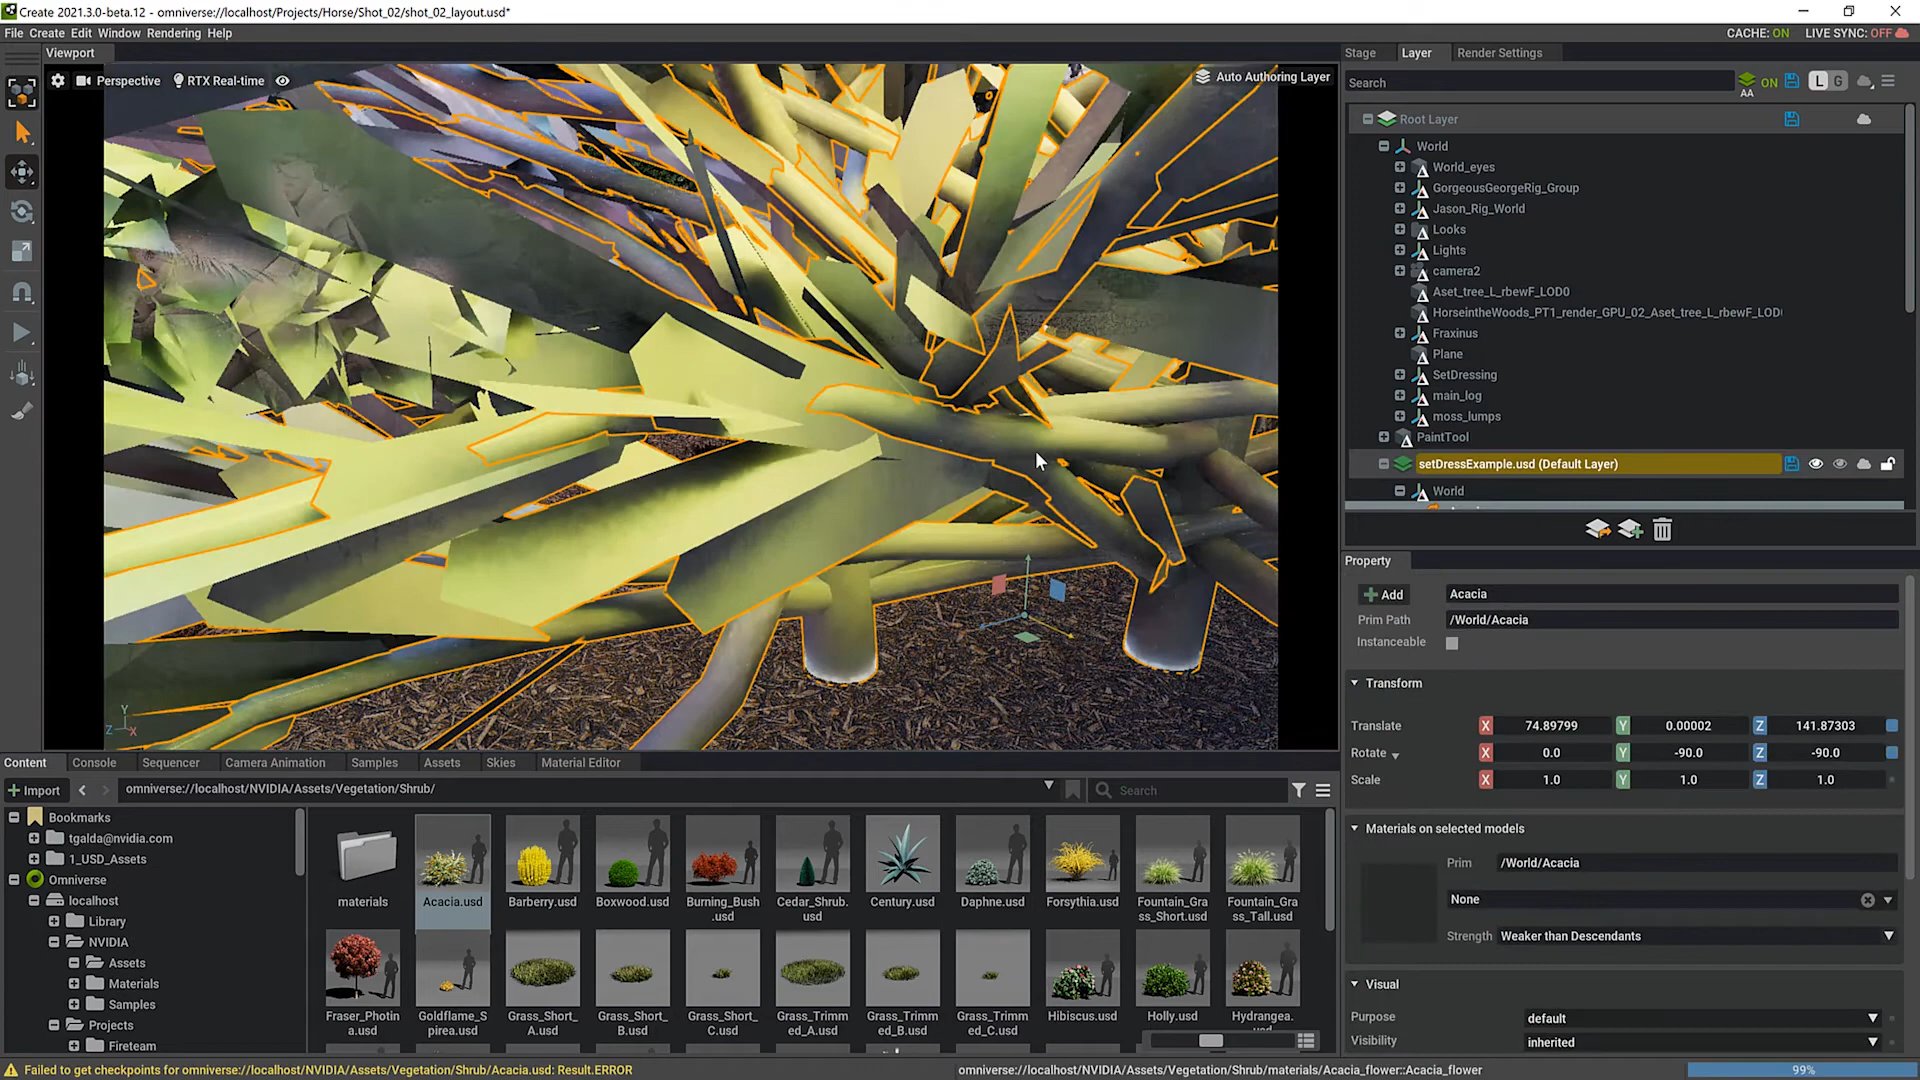 Create 2021.3.0-beta.12 - omniverse://localhost/Projects/Horse/Shot_02/shot_02_layout.usd*
File Create Edit Window Rendering Help
CACHE: ON LIVE SYNC: OFF
Viewport
Perspective RTX Real-time
Auto Authoring Layer
Stage Layer Render Settings
Search
AA ON L G
Root Layer
World
World_eyes
GorgeousGeorgeRig_Group
Jason_Rig_World
Looks
Lights
camera2
Aset_tree_L_rbewF_LOD0
HorseintheWoods_PT1_render_GPU_02_Aset_tree_L_rbewF_LOD
Fraxinus
Plane
SetDressing
main_log
moss_lumps
PaintTool
setDressExample.usd (Default Layer)
World
Property
Add Acacia
Prim Path /World/Acacia
Instanceable
Transform
Translate X 74.89799 Y 0.00002 Z 141.87303
Rotate X 0.0 Y -90.0 Z -90.0
Scale X 1.0 Y 1.0 Z 1.0
Materials on selected models
Prim /World/Acacia
None
Strength Weaker than Descendants
Visual
Purpose default
Visibility inherited
Y
Z X
Content Console Sequencer Camera Animation Samples Assets Skies Material Editor
Import omniverse://localhost/NVIDIA/Assets/Vegetation/Shrub/ Search
Bookmarks
tgalda@nvidia.com
1_USD_Assets
Omniverse
localhost
Library
NVIDIA
Assets
Materials
Samples
Projects
Fireteam
materials
Acacia.usd
Barberry.usd
Boxwood.usd
Burning_Bush
.usd
Cedar_Shrub.
usd
Century.usd
Daphne.usd
Forsythia.usd
Fountain_Gra
ss_Short.usd
Fountain_Gra
ss_Tall.usd
Fraser_Photin
a.usd
Goldflame_S
pirea.usd
Grass_Short_
A.usd
Grass_Short_
B.usd
Grass_Short_
C.usd
Grass_Trimm
ed_A.usd
Grass_Trimm
ed_B.usd
Grass_Trimm
ed_C.usd
Hibiscus.usd
Holly.usd
Hydrangea.
usd
Failed to get checkpoints for omniverse://localhost/NVIDIA/Assets/Vegetation/Shrub/Acacia.usd: Result.ERROR
omniverse://localhost/NVIDIA/Assets/Vegetation/Shrub/materials/Acacia_flower::Acacia_flower
99%